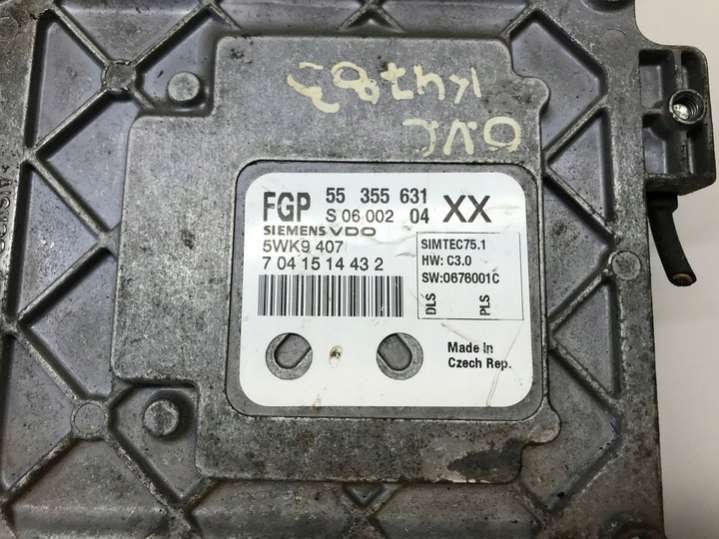 FGP 55 355 631 XX
S 06 002 04
SIEMENS VDO
5WK9 407
7 04 15 14 43 2
SIMTEC75.1
HW: C3.0
SW:0676001C
DLS
PLS
Made in
Czech Rep.